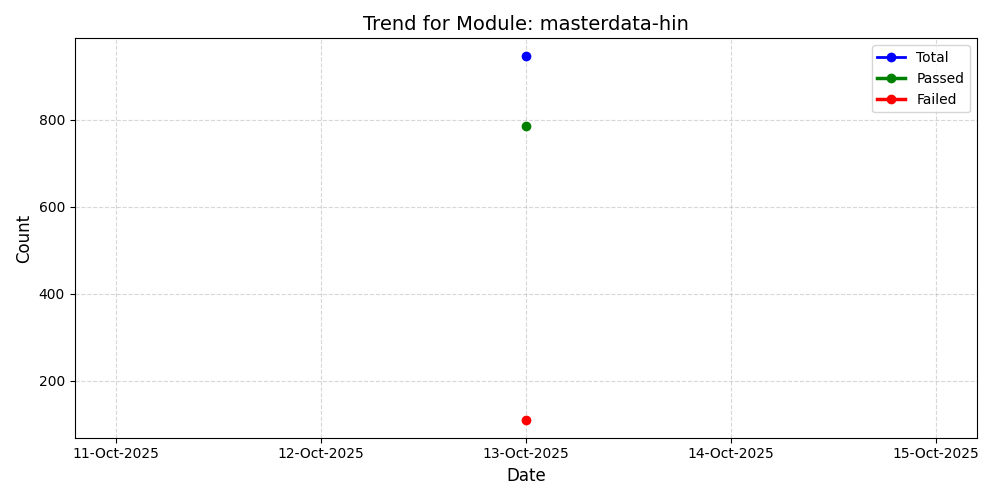 Trend for Module: masterdata-hin
Total
Passed
Failed
Count
800
600
400
200
11-Oct-2025
12-Oct-2025
13-Oct-2025
14-Oct-2025
15-Oct-2025
Date